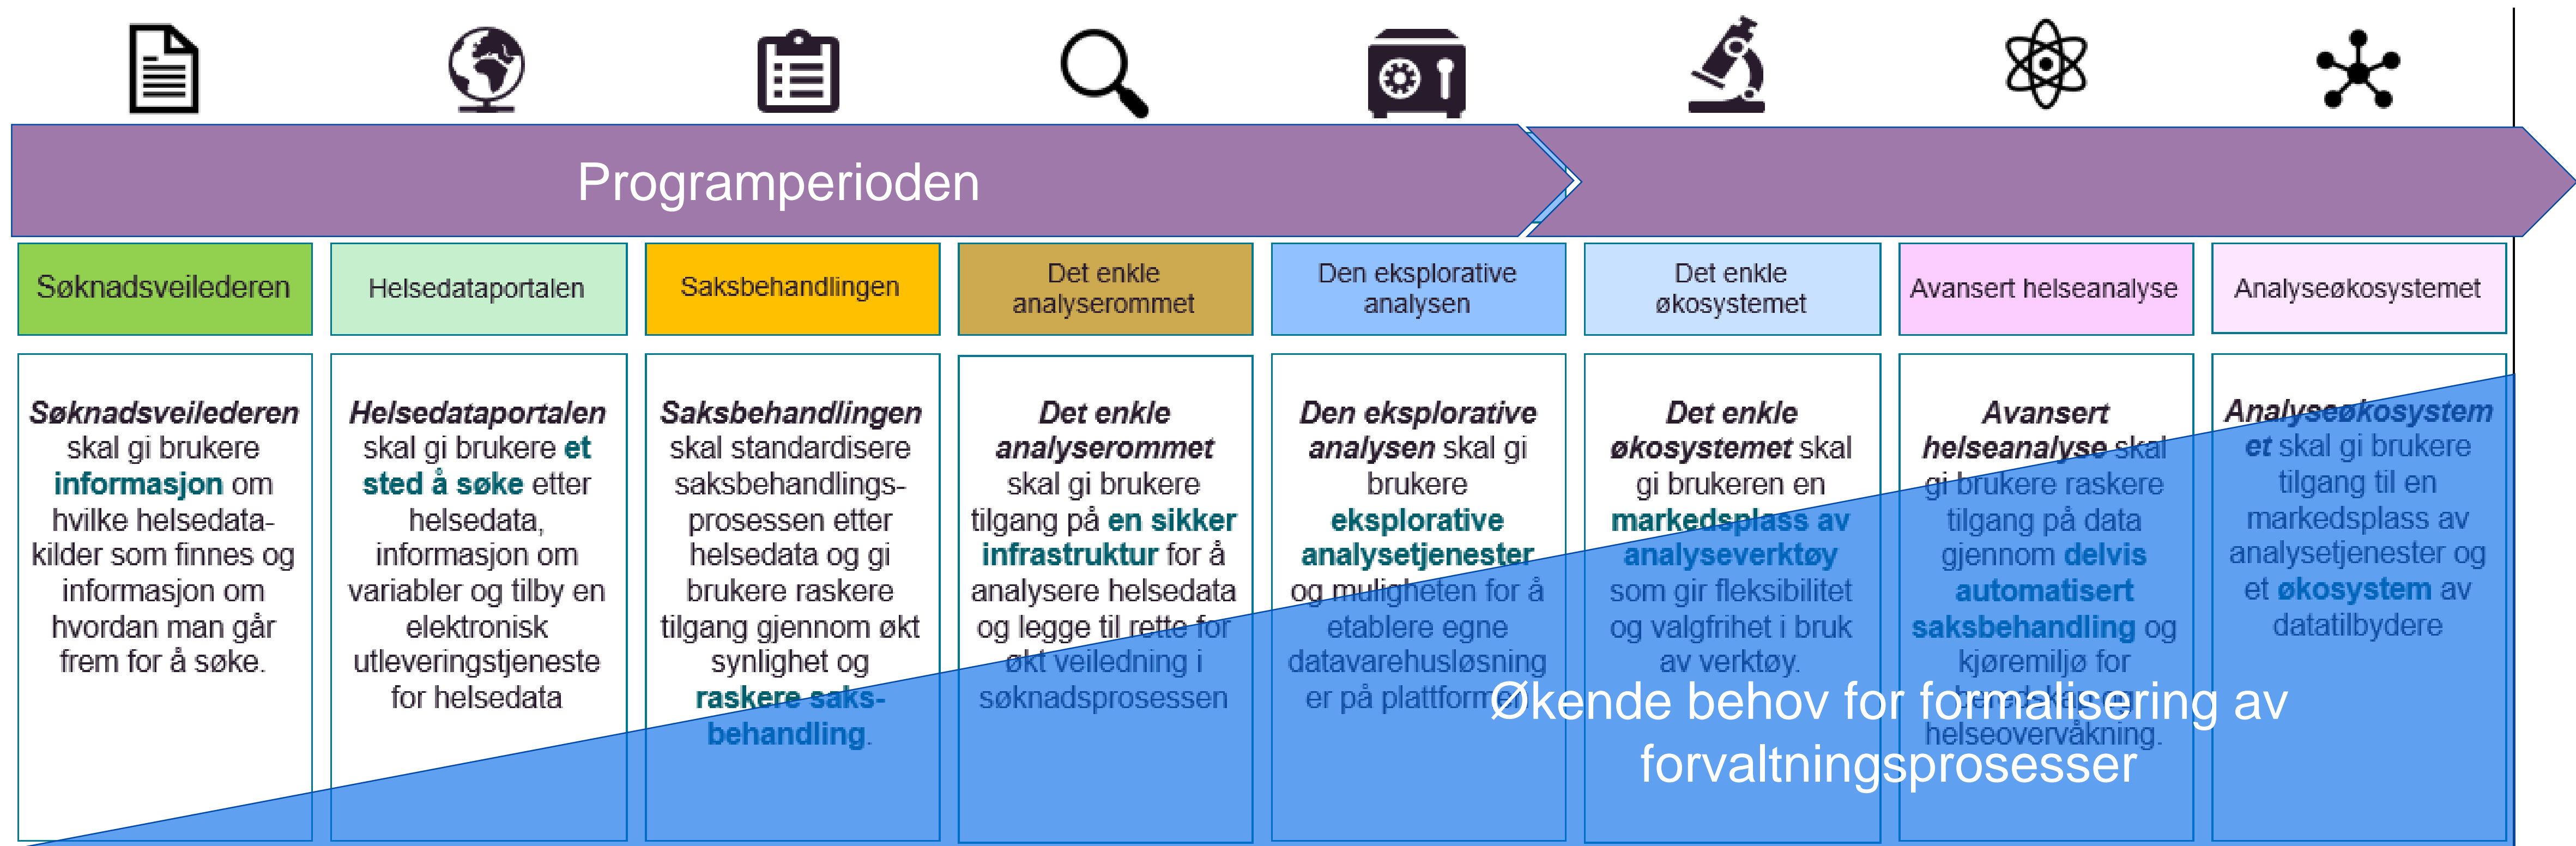 Programperioden
Søknadsveilederen
Helsedataportalen
Saksbehandlingen
Det enkle
analyserommet
Den eksplorative
analysen
Det enkle
økosystemet
Avansert helseanalyse
Analyseøkosystemet
Søknadsveilederen
skal gi brukere
informasjon om
hvilke helsedata-
kilder som finnes og
informasjon om
hvordan man går
frem for å søke.
Helsedataportalen
skal gi brukere et
sted å søke etter
helsedata,
informasjon om
variabler og tilby en
elektronisk
utleveringstjeneste
for helsedata
Saksbehandlingen
skal standardisere
saksbehandlings-
prosessen etter
helsedata og gi
brukere raskere
tilgang gjennom økt
synlighet og
raskere saks-
behandling.
Det enkle
analyserommet
skal gi brukere
tilgang på en sikker
infrastruktur for å
analysere helsedata
og legge til rette for
økt veiledning i
søknadsprosessen
Den eksplorative
analysen skal gi
brukere
eksplorative
analysetjenester
og muligheten for å
etablere egne
datavarehusløsning
er på plattformen
Det enkle
økosystemet skal
gi brukeren en
markedsplass av
analyseverktøy
som gir fleksibilitet
og valgfrihet i bruk
av verktøy.
Avansert
helseanalyse skal
gi brukere raskere
tilgang på data
gjennom delvis
automatisert
saksbehandling og
kjøremiljø for
beredskap og
helseovervåkning.
Analyseøkosystem
et skal gi brukere
tilgang til en
markedsplass av
analysetjenester og
et økosystem av
datatilbydere
Økende behov for formalisering av
forvaltningsprosesser